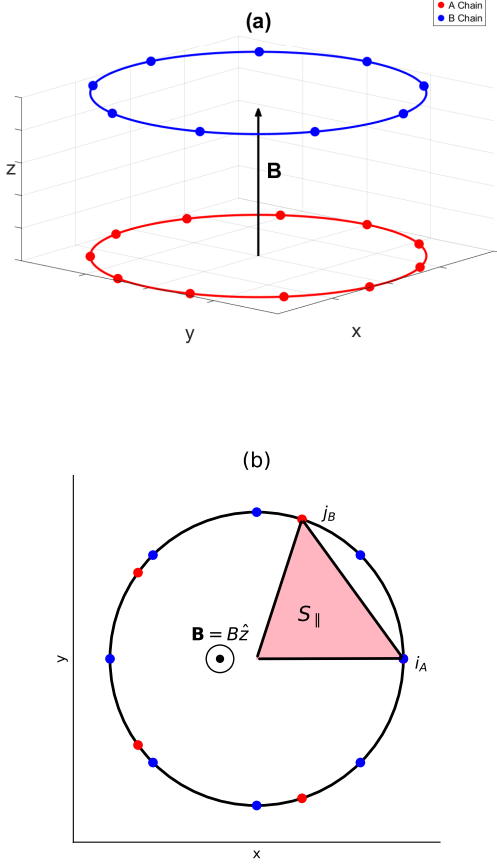 (a)
A Chain
B Chain
z
B
y
x
(b)
j_B
S_∥
B = Bẑ
i_A
y
x